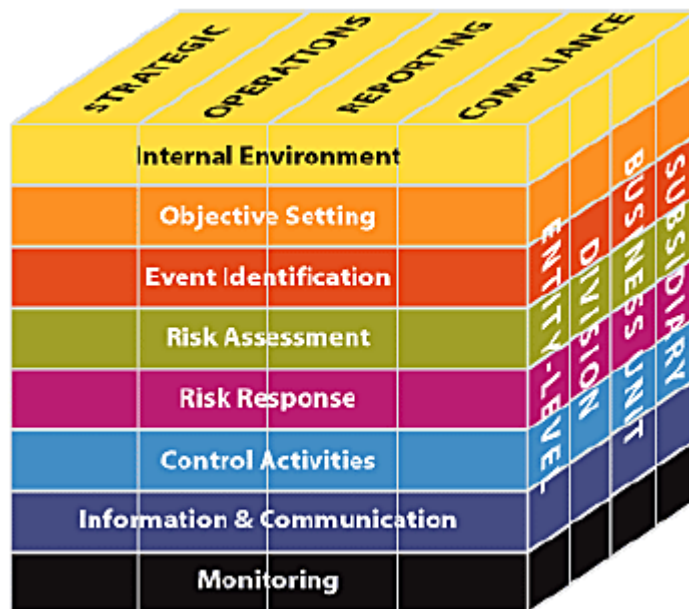 STRATEGIC
OPERATIONS
REPORTING
COMPLIANCE
Internal Environment
Objective Setting
Event Identification
Risk Assessment
Risk Response
Control Activities
Information & Communication
Monitoring
ENTITY-LEVEL
DIVISION
BUSINESS UNIT
SUBSIDIARY